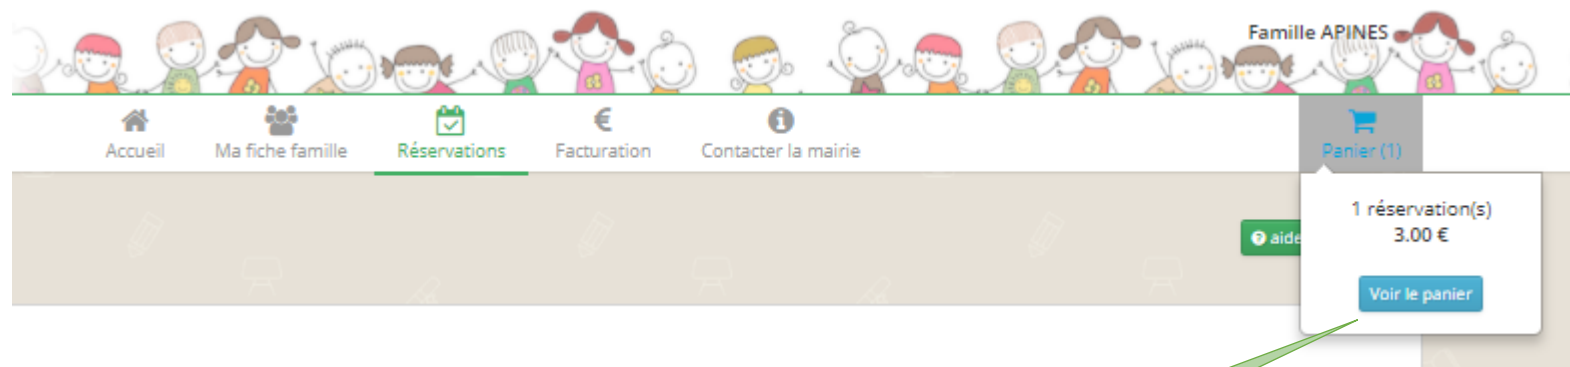 Famille APINES
Accueil
Ma fiche famille
Réservations
€
Facturation
Contacter la mairie
Panier (1)
1 réservation(s)
3.00 €
aide
Voir le panier